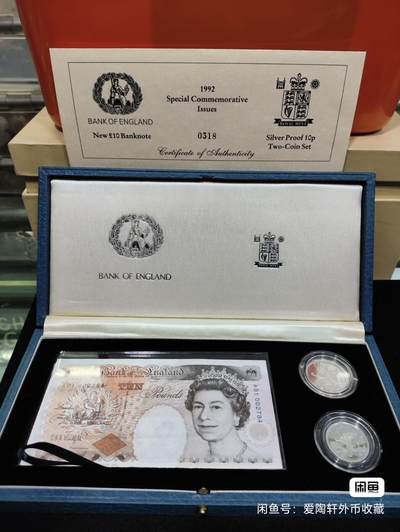 1992
Special Commemorative
Issues
BANK OF ENGLAND
New £10 Banknote
0318
ROYAL MINT
Silver Proof 10p
Two-Coin Set
Certificate of Authenticity
BANK OF ENGLAND
Bank of England
TEN
Pounds
闲鱼
闲鱼号：爱陶轩外币收藏